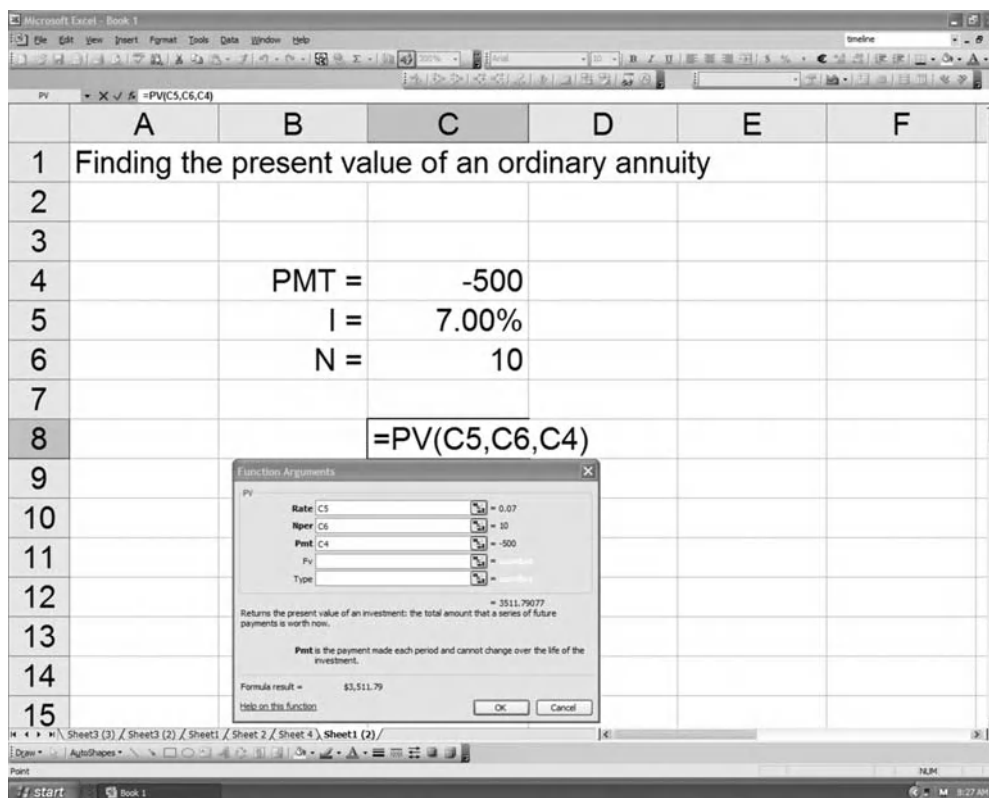 Microsoft Excel - Book 1
File Edit View Insert Format Tools Data Window Help
timeline
200% Arial 10 B I U $ %
PV =PV(C5,C6,C4)
A B C D E F
1 Finding the present value of an ordinary annuity
2
3
4 PMT = -500
5 I = 7.00%
6 N = 10
7
8 =PV(C5,C6,C4)
9
10
11
12
13
14
15
Function Arguments
PV
Rate C5 = 0.07
Nper C6 = 10
Pmt C4 = -500
Fv =
Type =
= 3511.79077
Returns the present value of an investment: the total amount that a series of future
payments is worth now.
Pmt is the payment made each period and cannot change over the life of the
investment.
Formula result = $3,511.79
Help on this function OK Cancel
Sheet3 (3) / Sheet3 (2) / Sheet1 / Sheet 2 / Sheet 4 \ Sheet1 (2) /
Draw AutoShapes
Point NUM
start Book 1 M 8:27 AM